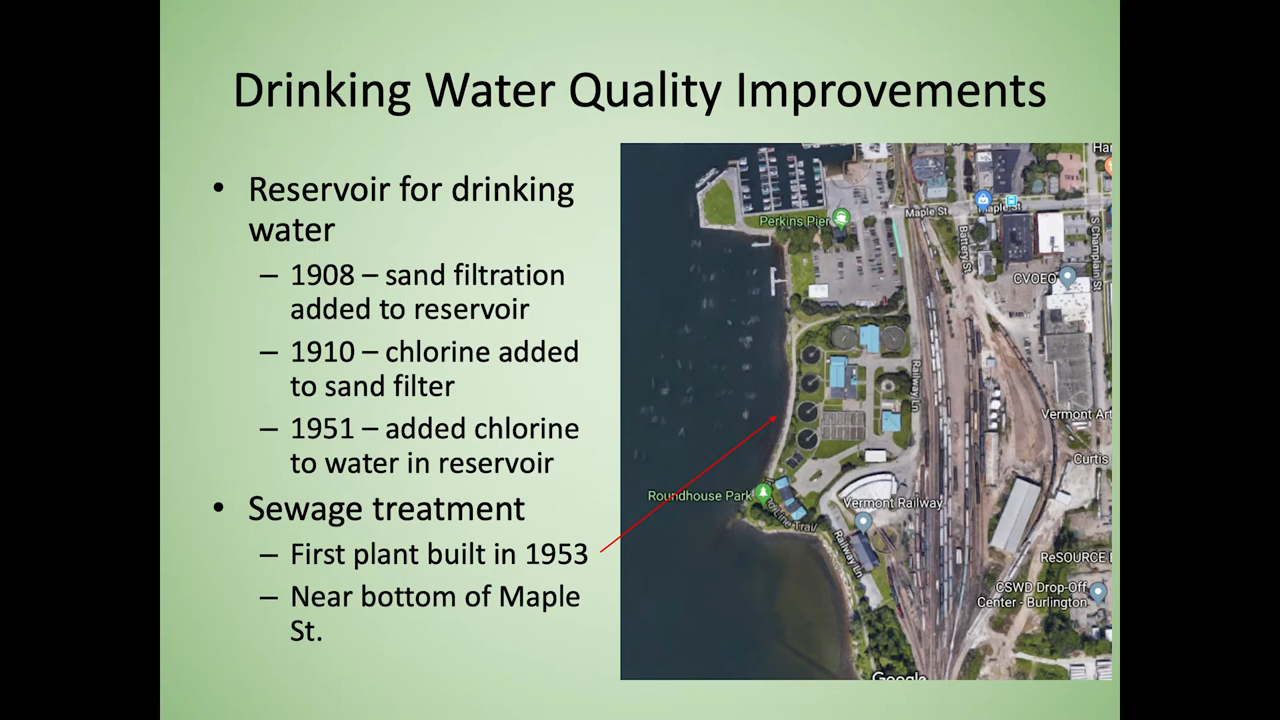 Drinking Water Quality Improvements
• Reservoir for drinking
water
– 1908 – sand filtration
added to reservoir
– 1910 – chlorine added
to sand filter
– 1951 – added chlorine
to water in reservoir
• Sewage treatment
– First plant built in 1953
– Near bottom of Maple
St.
Perkins Pier
Maple St
Maple St
Battery St
S Champlain St
CVOEO
Railway Ln
Vermont Art
Curtis
Roundhouse Park
Vermont Railway
Railway Ln
ReSOURCE
CSWD Drop-Off
Center - Burlington
Google